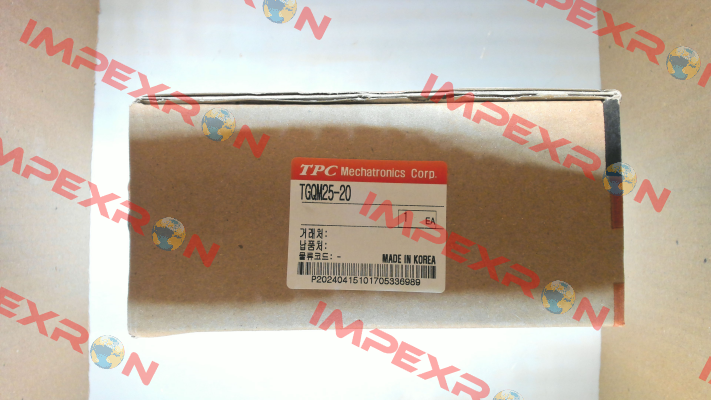 TPC Mechatronics Corp.
TGQM25-20
1 EA
거래처:
납품처:
물류코드: -
MADE IN KOREA
P20240415101705336989
IMPEXRON
IMPEXRON
IMPEXRON
IMPEXRON
IMPEXRON
IMPEXRON
IMPEXRON
IMPEXRON